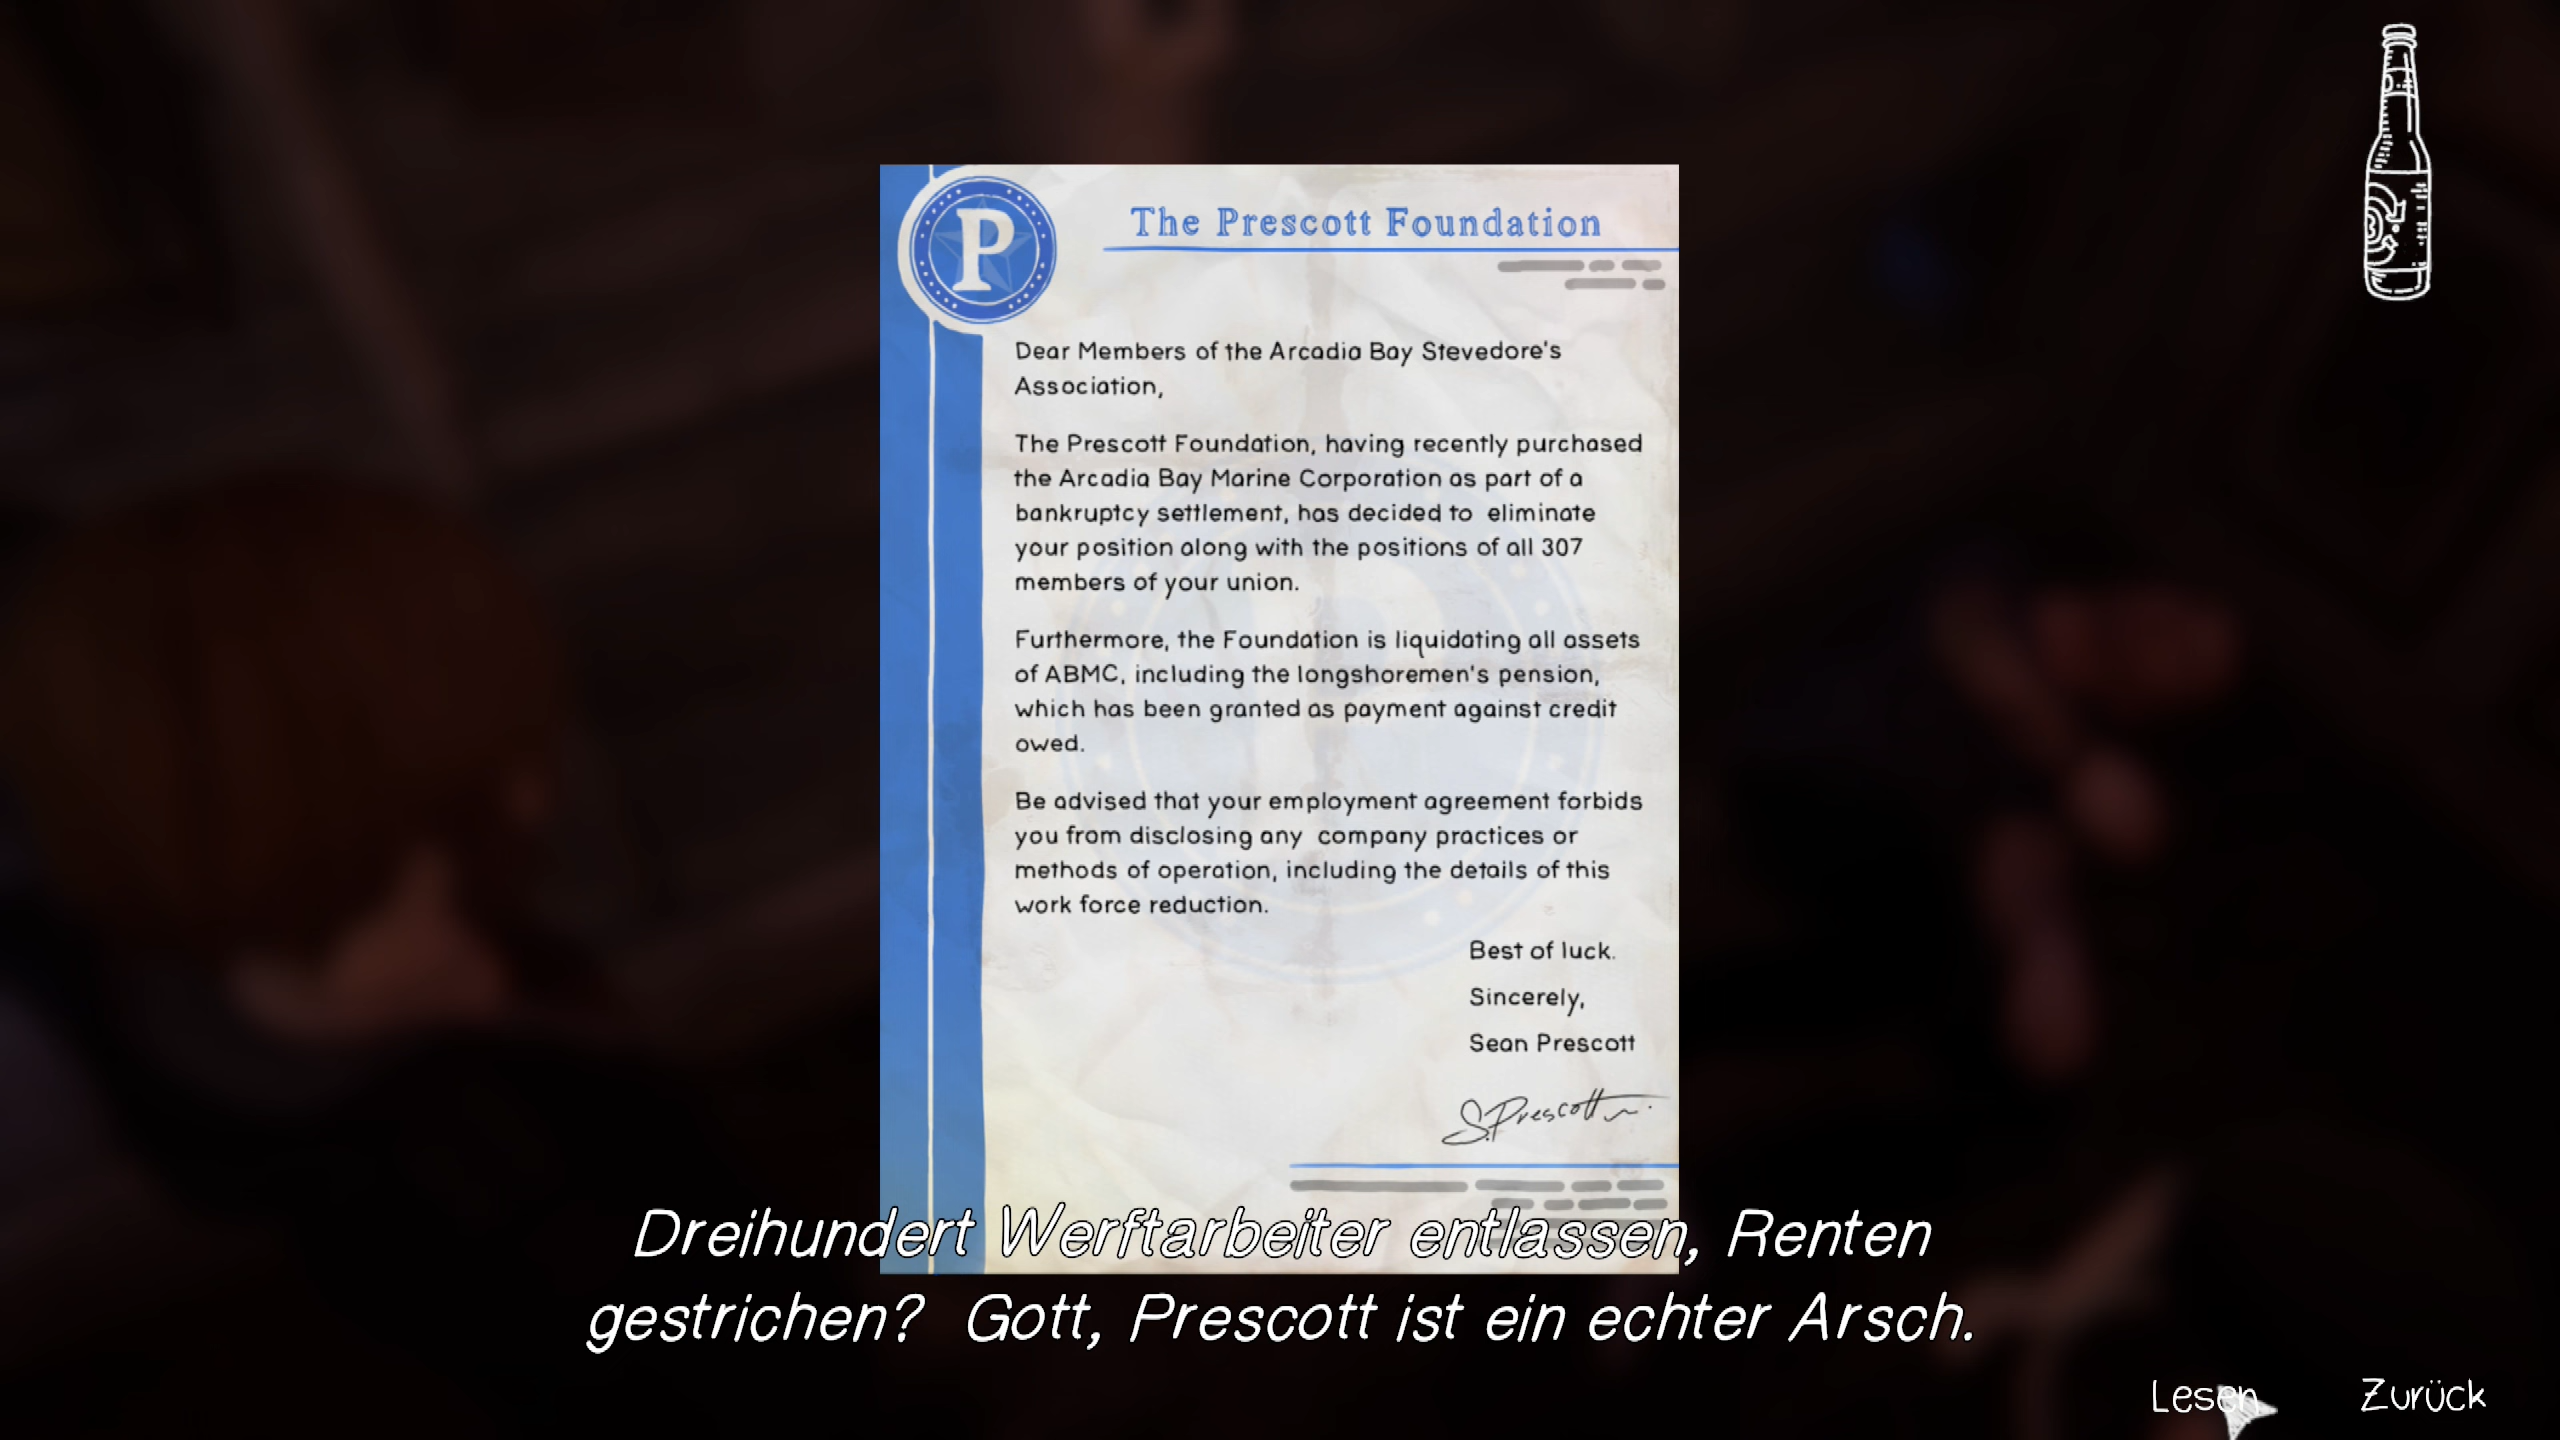 P
The Prescott Foundation
Dear Members of the Arcadia Bay Stevedore's
Association,
The Prescott Foundation, having recently purchased
the Arcadia Bay Marine Corporation as part of a
bankruptcy settlement, has decided to eliminate
your position along with the positions of all 307
members of your union.
Furthermore, the Foundation is liquidating all assets
of ABMC, including the longshoremen's pension,
which has been granted as payment against credit
owed.
Be advised that your employment agreement forbids
you from disclosing any company practices or
methods of operation, including the details of this
work force reduction.
Best of luck.
Sincerely,
Sean Prescott
S.Prescott
Dreihundert Werftarbeiter entlassen, Renten
gestrichen? Gott, Prescott ist ein echter Arsch.
Lesen
Zurück